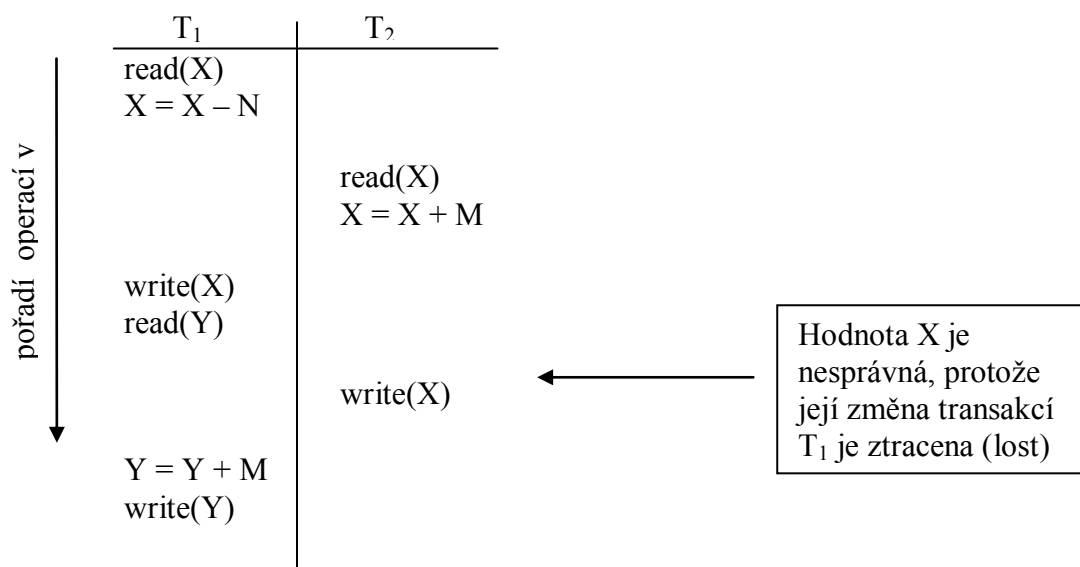 T₁ T₂
read(X)
X = X – N
read(X)
X = X + M
write(X)
read(Y)
write(X)
Y = Y + M
write(Y)
pořadí operací v
Hodnota X je
nesprávná, protože
její změna transakcí
T₁ je ztracena (lost)